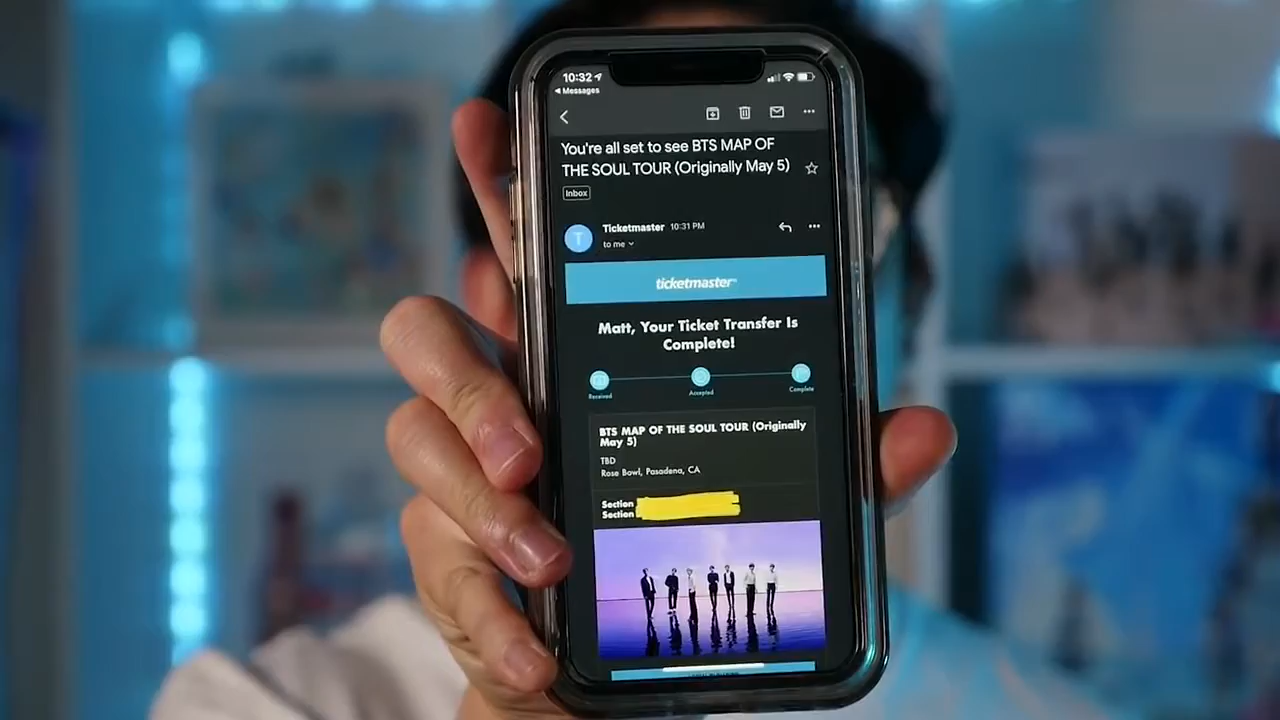 10:32
Messages
You're all set to see BTS MAP OF
THE SOUL TOUR (Originally May 5)
Inbox
T
Ticketmaster 10:31 PM
to me
ticketmaster
Matt, Your Ticket Transfer Is
Complete!
Received Accepted Complete
BTS MAP OF THE SOUL TOUR (Originally
May 5)
TBD
Rose Bowl, Pasadena, CA
Section
Section